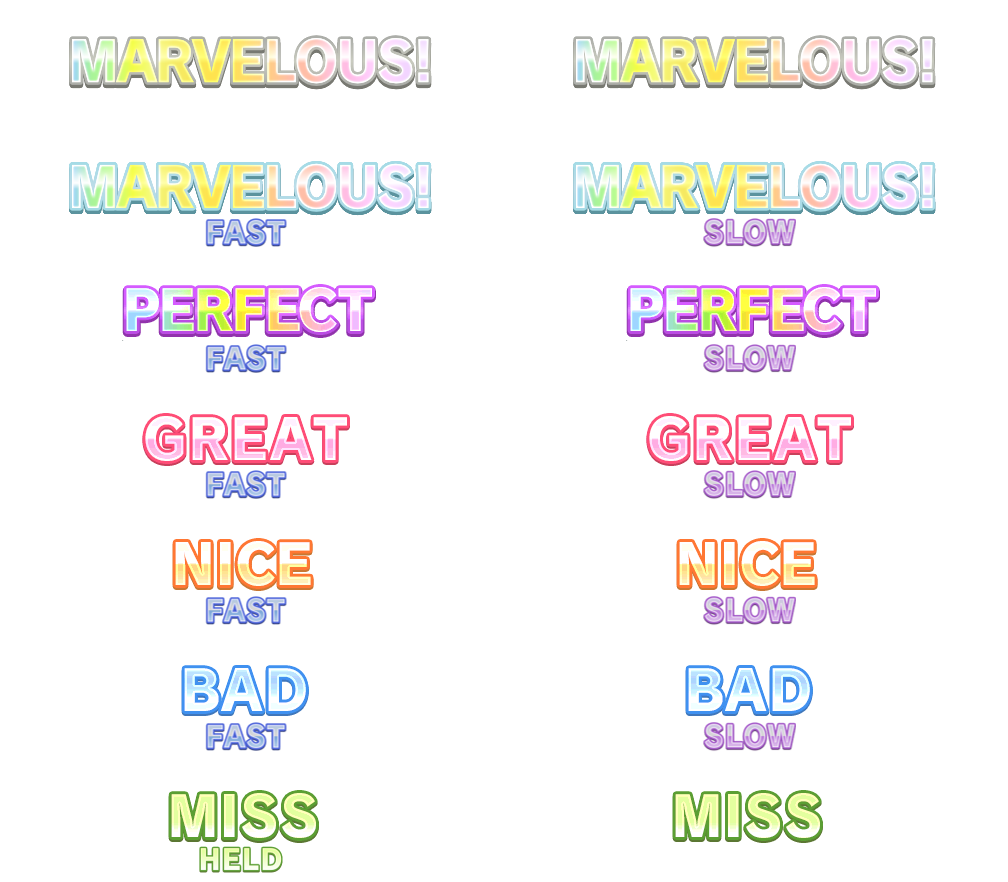 MARVELOUS! MARVELOUS!
MARVELOUS! MARVELOUS!
FAST SLOW
PERFECT PERFECT
FAST SLOW
GREAT GREAT
FAST SLOW
NICE NICE
FAST SLOW
BAD BAD
FAST SLOW
MISS MISS
HELD